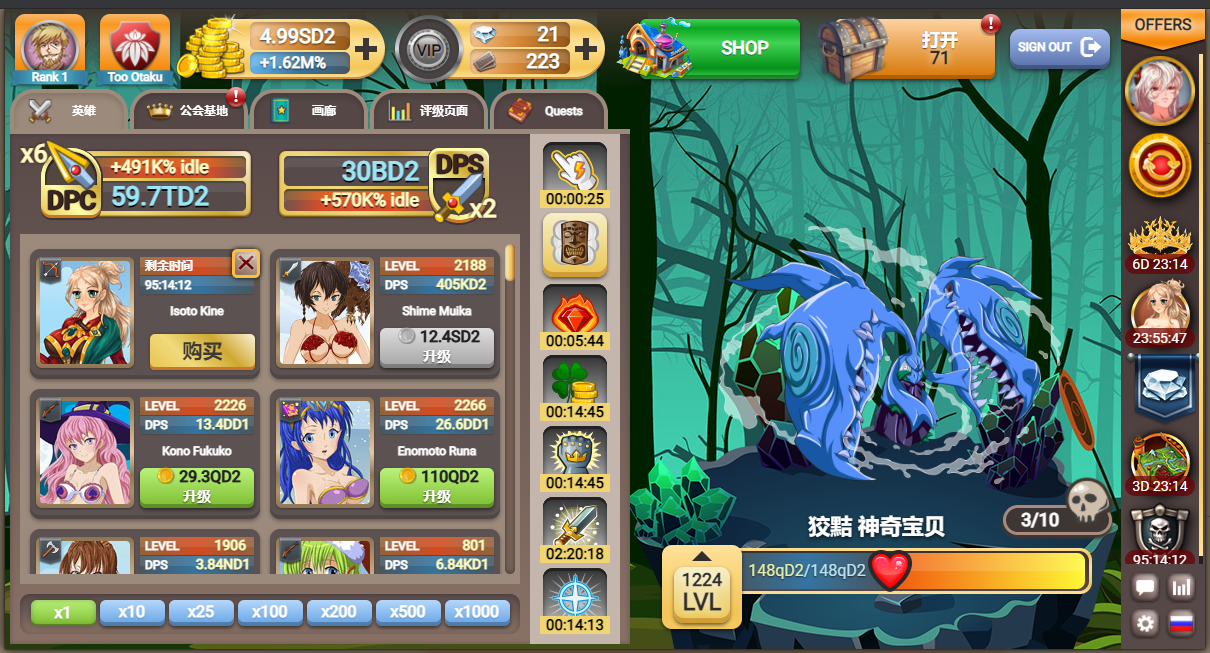 Rank 1
Too Otaku
4.99SD2
+1.62M%
VIP
21
223
SHOP
打开
71
SIGN OUT
OFFERS
英雄
公会基地
画廊
评级页面
Quests
x6
DPC
+491K% idle
59.7TD2
30BD2
+570K% idle
DPS
x2
剩余时间
95:14:12
Isoto Kine
购买
LEVEL 2188
DPS 405KD2
Shime Muika
12.4SD2
升级
LEVEL 2226
DPS 13.4DD1
Kono Fukuko
29.3QD2
升级
LEVEL 2266
DPS 26.6DD1
Enomoto Runa
110QD2
升级
LEVEL 1906
DPS 3.84ND1
LEVEL 801
DPS 6.84KD1
x1
x10
x25
x100
x200
x500
x1000
00:00:25
00:05:44
00:14:45
00:14:45
02:20:18
00:14:13
狡黠 神奇宝贝
3/10
1224
LVL
148qD2/148qD2
6D 23:14
23:55:47
3D 23:14
95:14:12